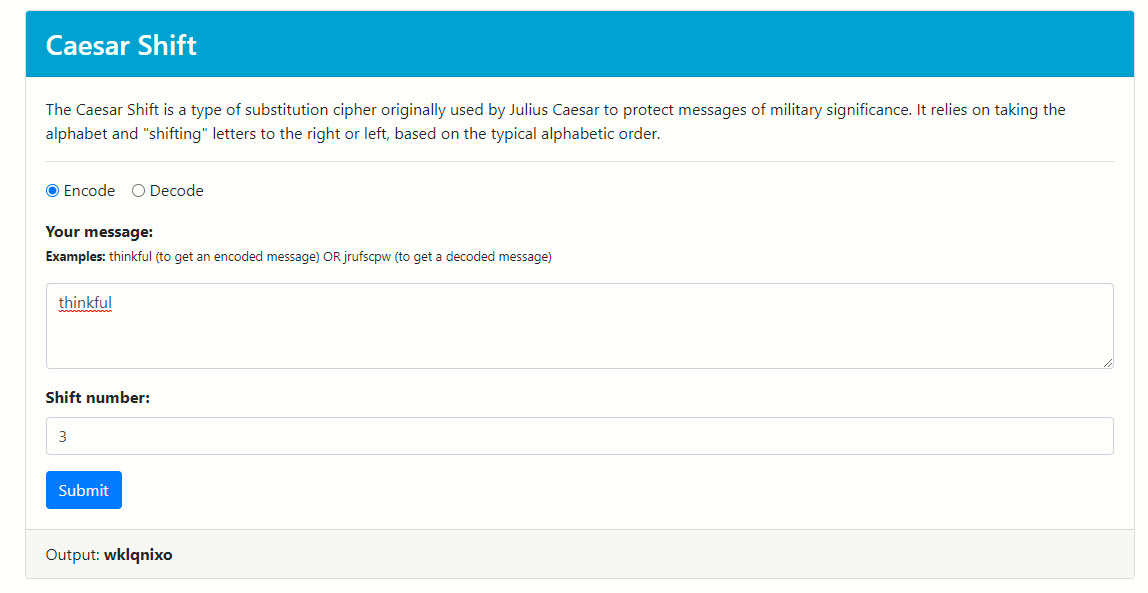 Caesar Shift
The Caesar Shift is a type of substitution cipher originally used by Julius Caesar to protect messages of military significance. It relies on taking the
alphabet and "shifting" letters to the right or left, based on the typical alphabetic order.
Encode Decode
Your message:
Examples: thinkful (to get an encoded message) OR jrufscpw (to get a decoded message)
thinkful
Shift number:
3
Submit
Output: wklqnixo